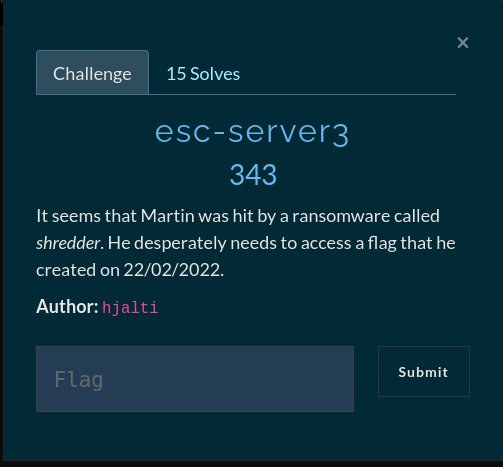 ×
Challenge
15 Solves
esc-server3
343
It seems that Martin was hit by a ransomware called
shredder. He desperately needs to access a flag that he
created on 22/02/2022.
Author: hjalti
Flag
Submit